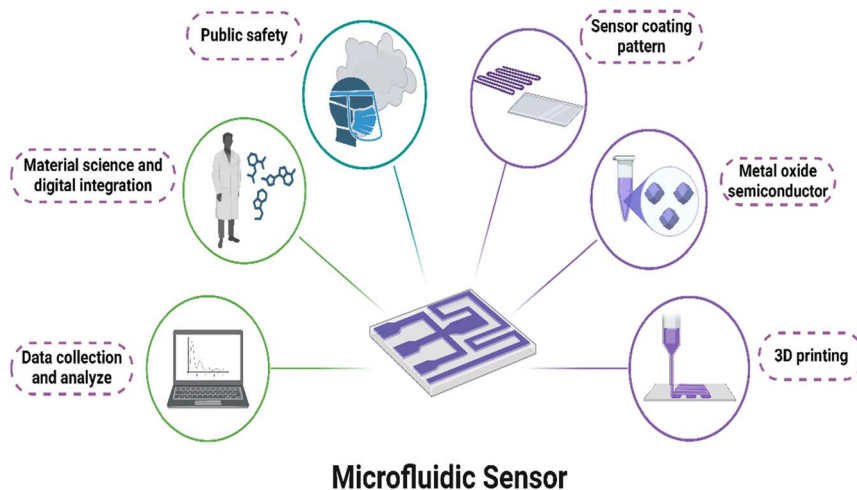 Public safety
Sensor coating
pattern
Material science and
digital integration
Metal oxide
semiconductor
Data collection
and analyze
3D printing
Microfluidic Sensor